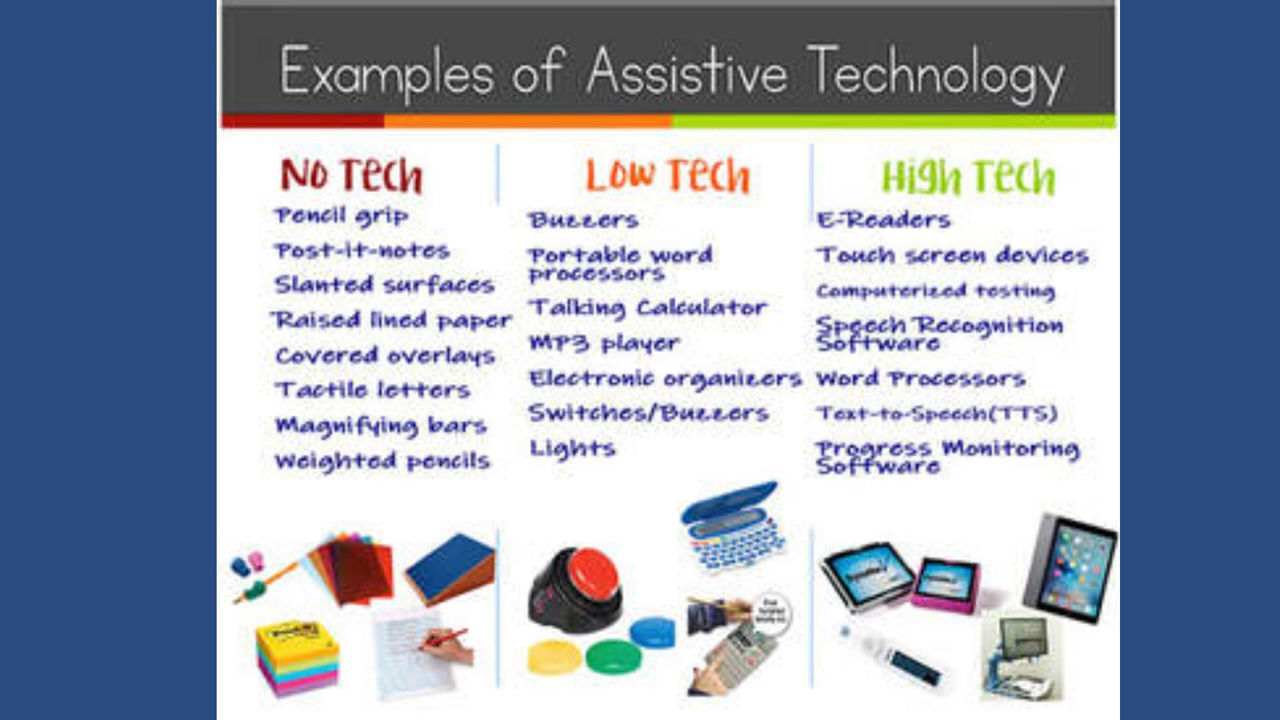 Examples of Assistive Technology
No Tech
Pencil grip
Post-it-notes
Slanted surfaces
Raised lined paper
Covered overlays
Tactile letters
Magnifying bars
Weighted pencils
Low Tech
Buzzers
Portable word
processors
Talking Calculator
MP3 player
Electronic organizers
Switches/Buzzers
Lights
High Tech
E-Readers
Touch screen devices
Computerized testing
Speech Recognition
Software
Word Processors
Text-to-Speech(TTS)
Progress Monitoring
Software